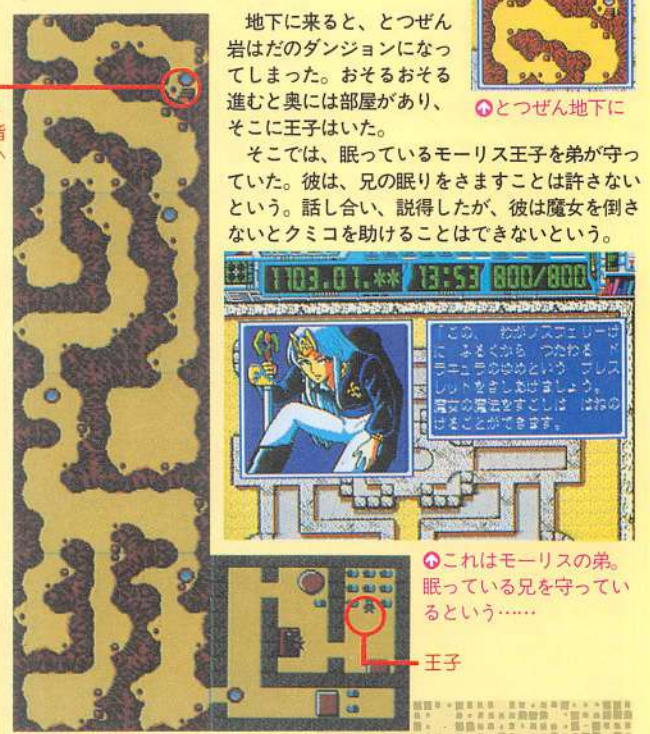 地下に来ると、とつぜん
岩はだのダンジョンになっ
てしまった。おそるおそる
進むと奥には部屋があり、
そこに王子はいた。
そこでは、眠っているモーリス王子を弟が守っ
ていた。彼は、兄の眠りをさますことは許さない
という。話し合い、説得したが、彼は魔女を倒さ
ないとクミコを助けることはできないという。
とつぜん地下に
階
へ
1103.01.** 13:53 800/800
これはモーリスの弟。
眠っている兄を守ってい
るという……
王子